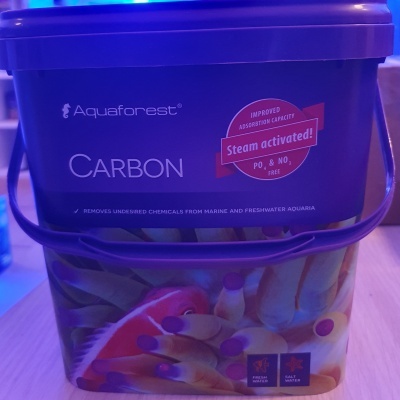 Aquaforest®
CARBON
IMPROVED
ADSORBTION CAPACITY
Steam activated!
PO4 & NO3
FREE
✓ REMOVES UNDESIRED CHEMICALS FROM MARINE AND FRESHWATER AQUARIA
FRESH
WATER
SALT
WATER